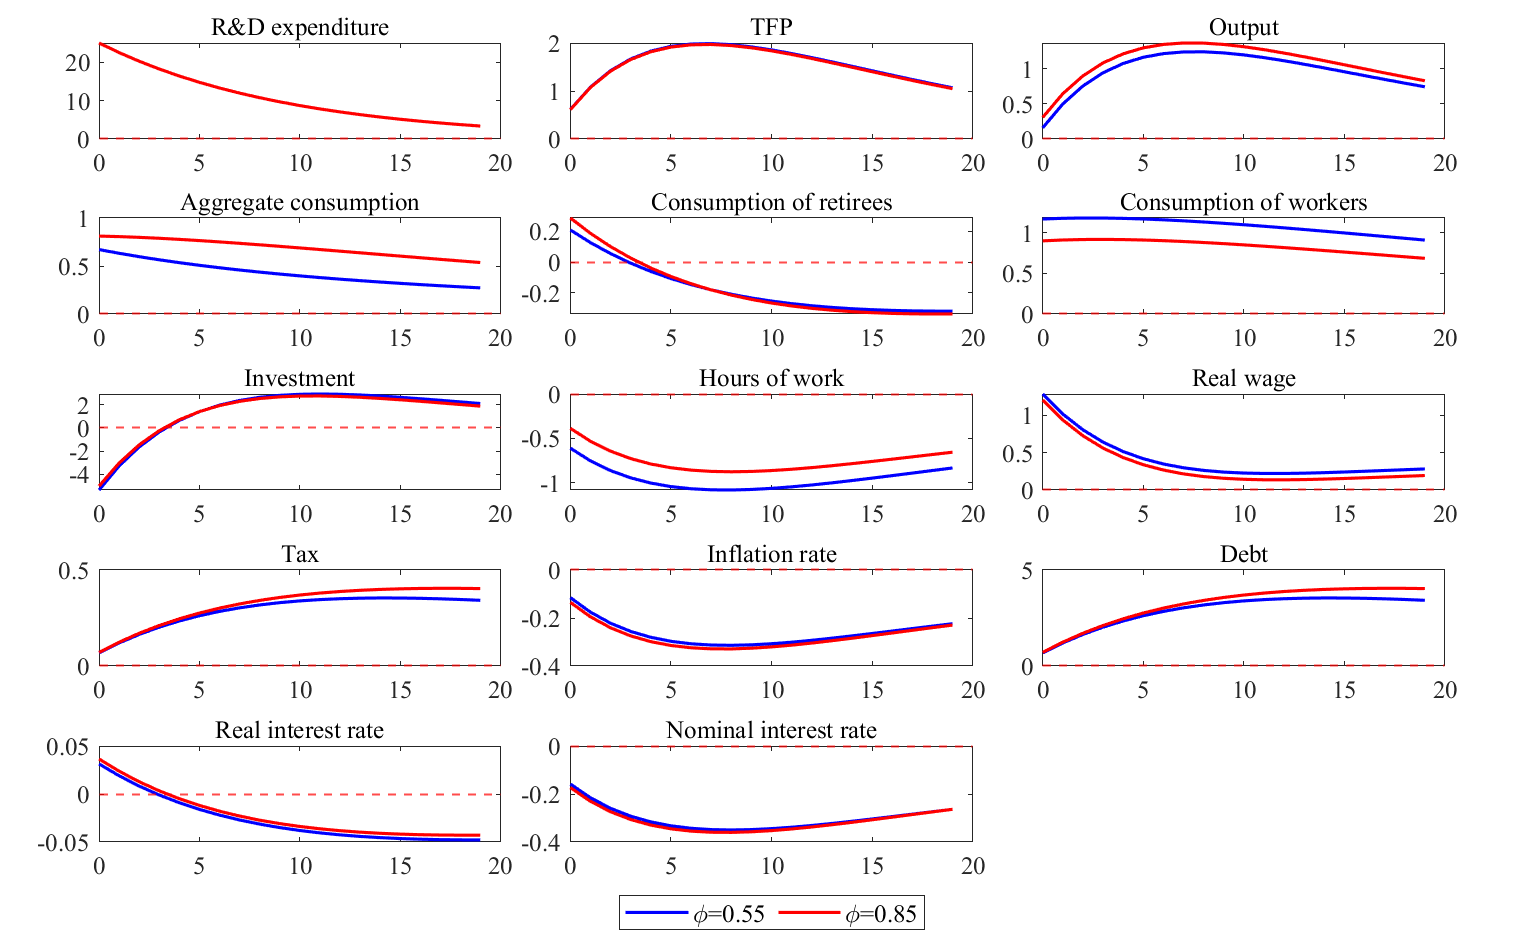 R&D expenditure TFP Output
20 2 1
10 1 0.5
0 0 0
0 5 10 15 20 0 5 10 15 20 0 5 10 15 20
Aggregate consumption Consumption of retirees Consumption of workers
1 0.2 1
0.5 0 0.5
0 -0.2 0
0 5 10 15 20 0 5 10 15 20 0 5 10 15 20
Investment Hours of work Real wage
2 0 1
0 -0.5 0.5
-2 -1 0
-4
0 5 10 15 20 0 5 10 15 20 0 5 10 15 20
Tax Inflation rate Debt
0.5 0 5
0 -0.2 0
-0.4
0 5 10 15 20 0 5 10 15 20 0 5 10 15 20
Real interest rate Nominal interest rate
0.05 0
0 -0.2
-0.05 -0.4
0 5 10 15 20 0 5 10 15 20
ϕ=0.55 ϕ=0.85